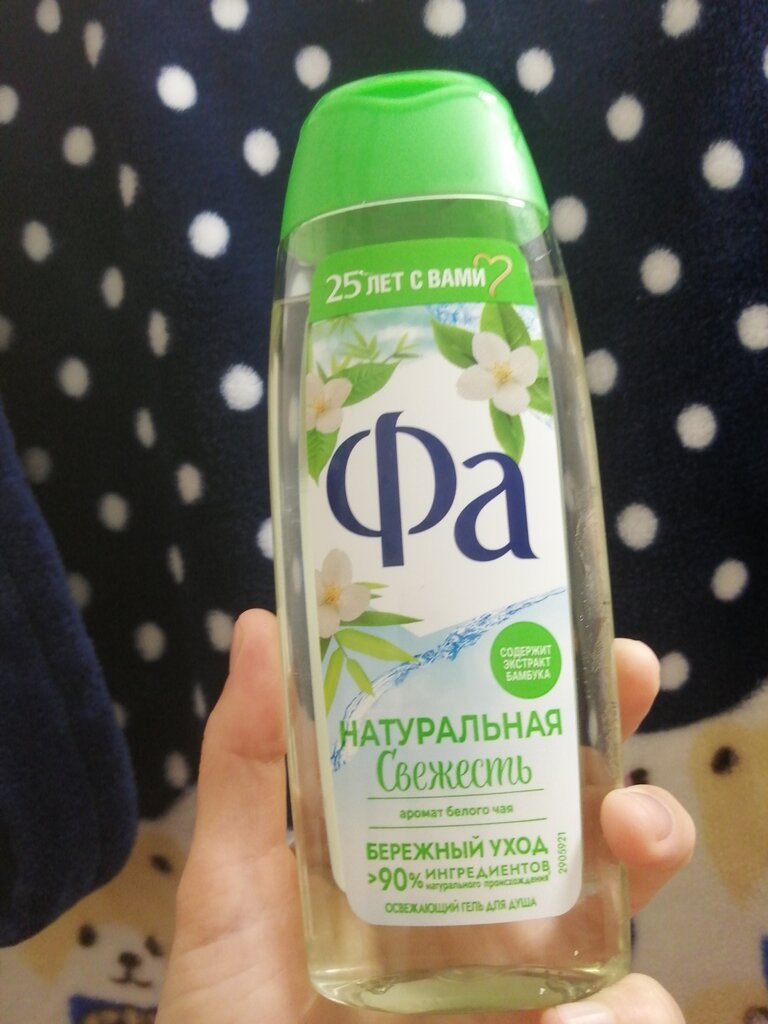 25 ЛЕТ С ВАМИ
Фа
СОДЕРЖИТ
ЭКСТРАКТ
БАМБУКА
НАТУРАЛЬНАЯ
Свежесть
аромат белого чая
БЕРЕЖНЫЙ УХОД
>90% ИНГРЕДИЕНТОВ
натурального происхождения
ОСВЕЖАЮЩИЙ ГЕЛЬ ДЛЯ ДУША
2905921